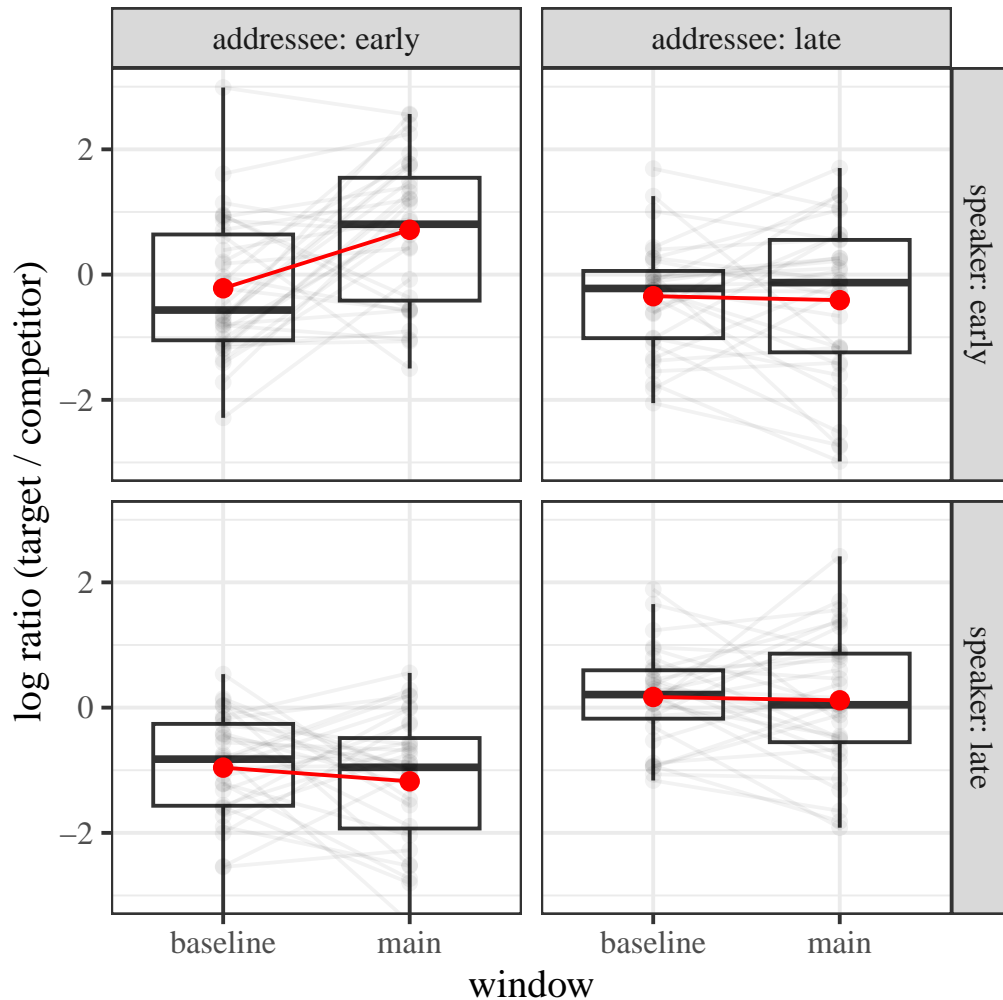 addressee: early
addressee: late
2
0
−2
speaker: early
2
0
−2
speaker: late
baseline
main
baseline
main
window
log ratio (target / competitor)